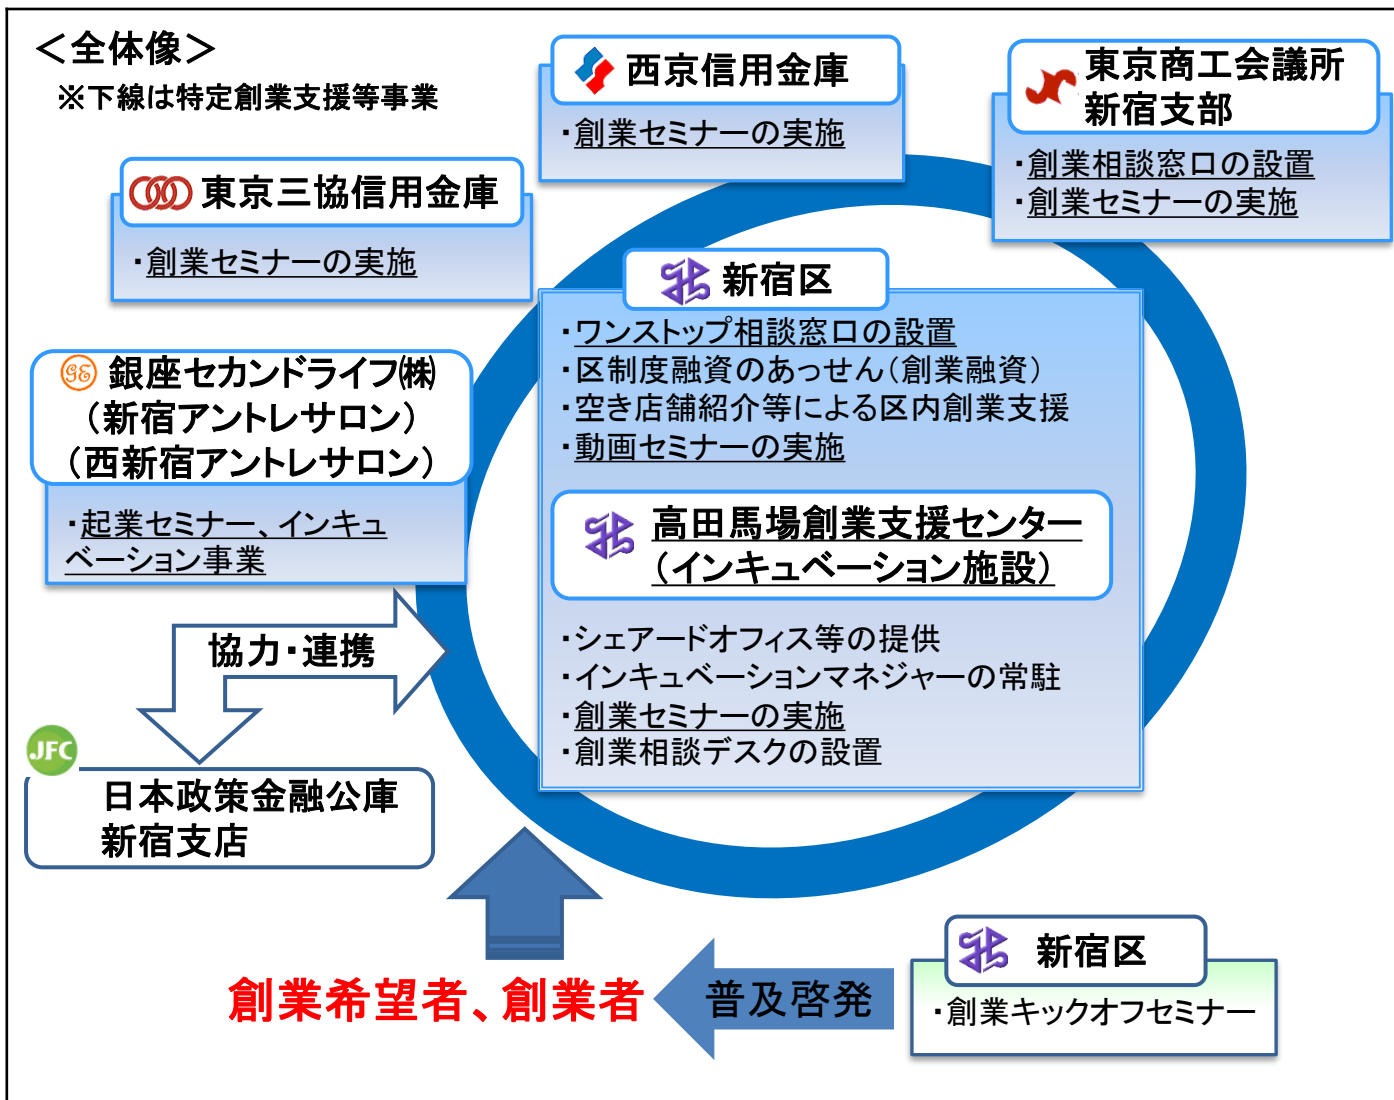 ＜全体像＞
※下線は特定創業支援等事業
西京信用金庫
・創業セミナーの実施
東京商工会議所
新宿支部
・創業相談窓口の設置
・創業セミナーの実施
東京三協信用金庫
・創業セミナーの実施
新宿区
・ワンストップ相談窓口の設置
・区制度融資のあっせん（創業融資）
・空き店舗紹介等による区内創業支援
・動画セミナーの実施
銀座セカンドライフ㈱
（新宿アントレサロン）
（西新宿アントレサロン）
・起業セミナー、インキュ
ベーション事業
高田馬場創業支援センター
（インキュベーション施設）
・シェアードオフィス等の提供
・インキュベーションマネジャーの常駐
・創業セミナーの実施
・創業相談デスクの設置
協力・連携
JFC
日本政策金融公庫
新宿支店
創業希望者、創業者
普及啓発
新宿区
・創業キックオフセミナー